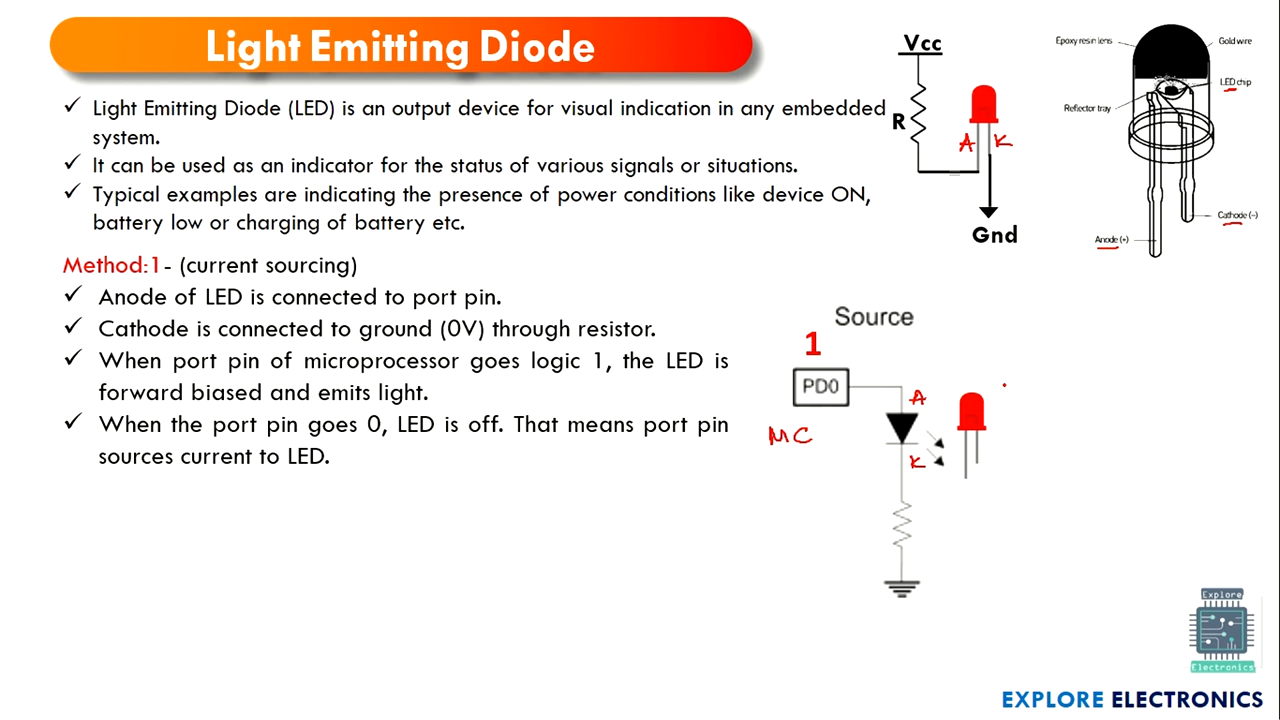 Light Emitting Diode
✓ Light Emitting Diode (LED) is an output device for visual indication in any embedded
system.
✓ It can be used as an indicator for the status of various signals or situations.
✓ Typical examples are indicating the presence of power conditions like device ON,
battery low or charging of battery etc.
Method:1- (current sourcing)
✓ Anode of LED is connected to port pin.
✓ Cathode is connected to ground (0V) through resistor.
✓ When port pin of microprocessor goes logic 1, the LED is
forward biased and emits light.
✓ When the port pin goes 0, LED is off. That means port pin
sources current to LED.
Vcc
R
A K
Gnd
Epoxy resin lens
Gold wire
LED chip
Reflector tray
Cathode (–)
Anode (+)
Source
1
PD0
A
MC
K
Explore
Electronics
EXPLORE ELECTRONICS